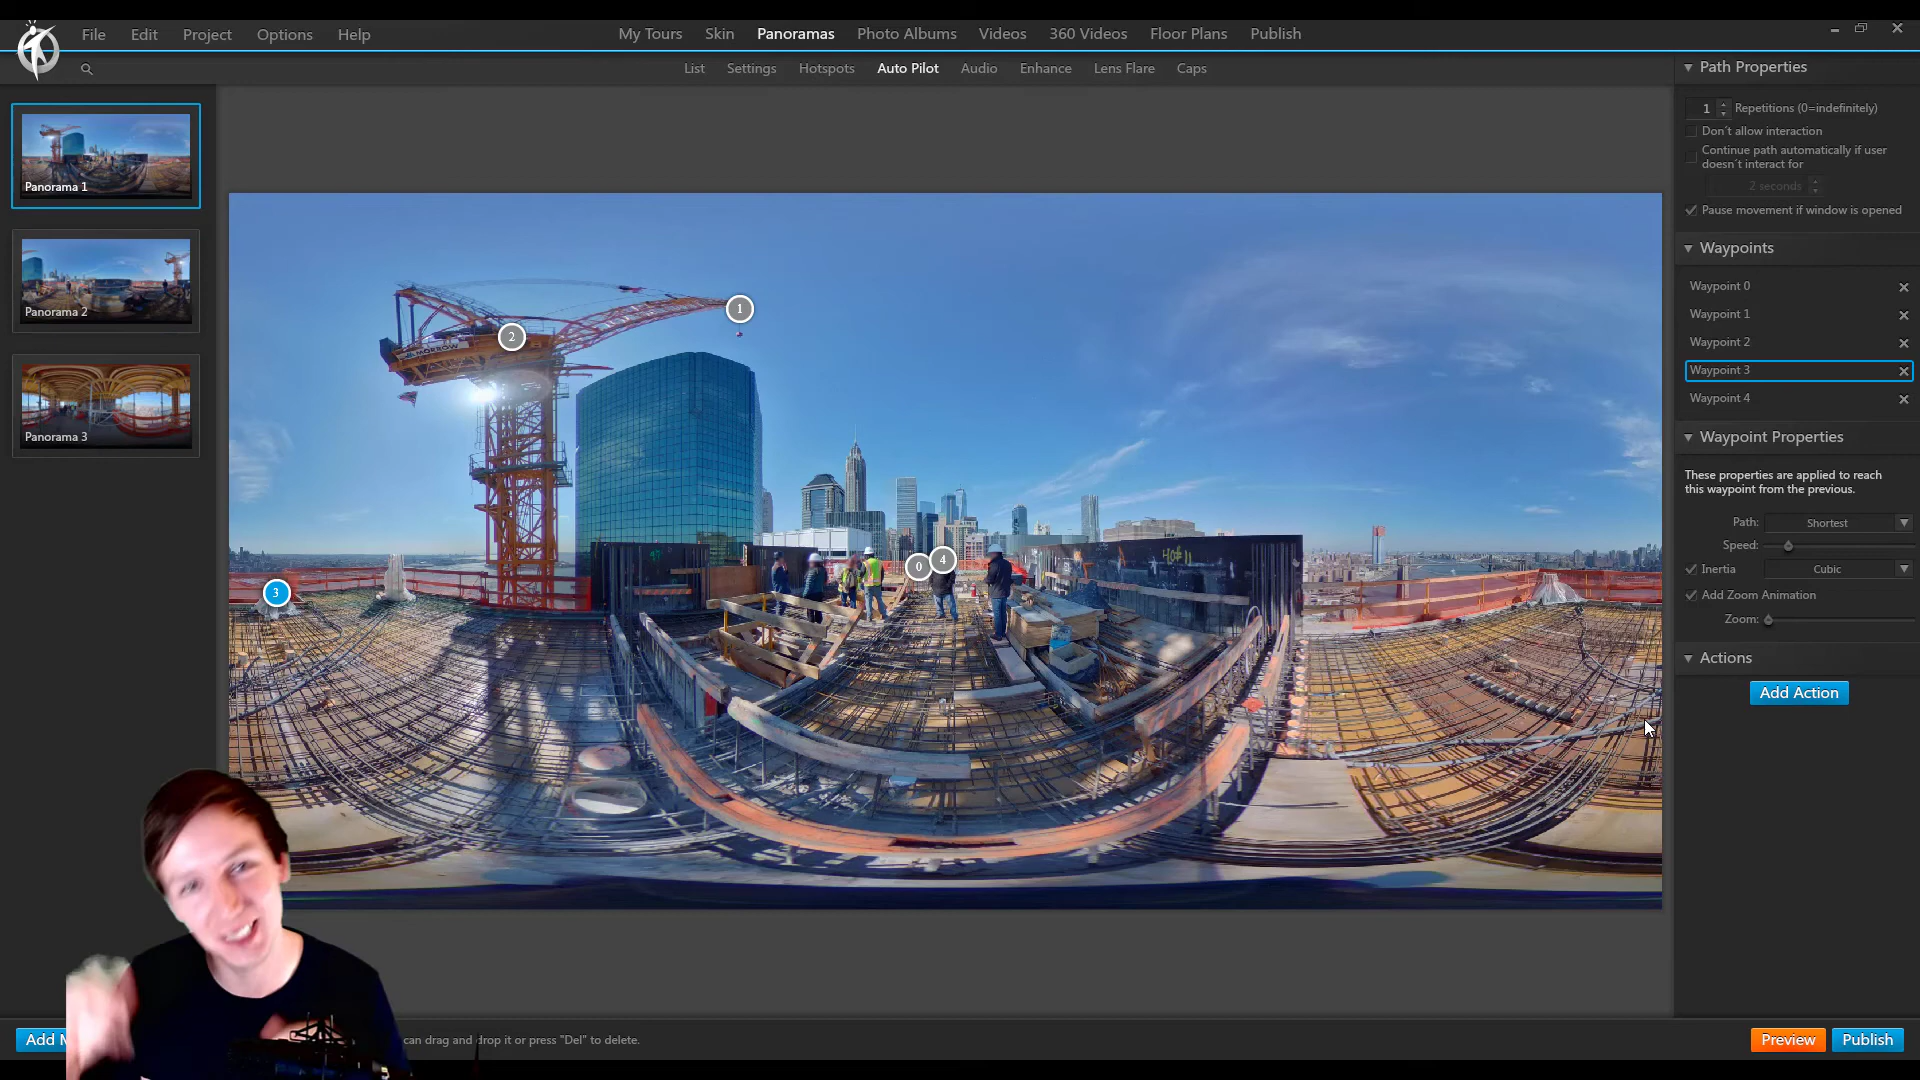 File Edit Project Options Help
My Tours Skin Panoramas Photo Albums Videos 360 Videos Floor Plans Publish
List Settings Hotspots Auto Pilot Audio Enhance Lens Flare Caps
Panorama 1
Panorama 2
Panorama 3
MORROW
1
2
3
0
4
Path Properties
1 Repetitions (0=indefinitely)
Don´t allow interaction
Continue path automatically if user
doesn´t interact for
2 seconds
Pause movement if window is opened
Waypoints
Waypoint 0
Waypoint 1
Waypoint 2
Waypoint 3
Waypoint 4
Waypoint Properties
These properties are applied to reach
this waypoint from the previous.
Path: Shortest
Speed:
Inertia Cubic
Add Zoom Animation
Zoom:
Actions
Add Action
Add
can drag and drop it or press "Del" to delete.
Preview Publish